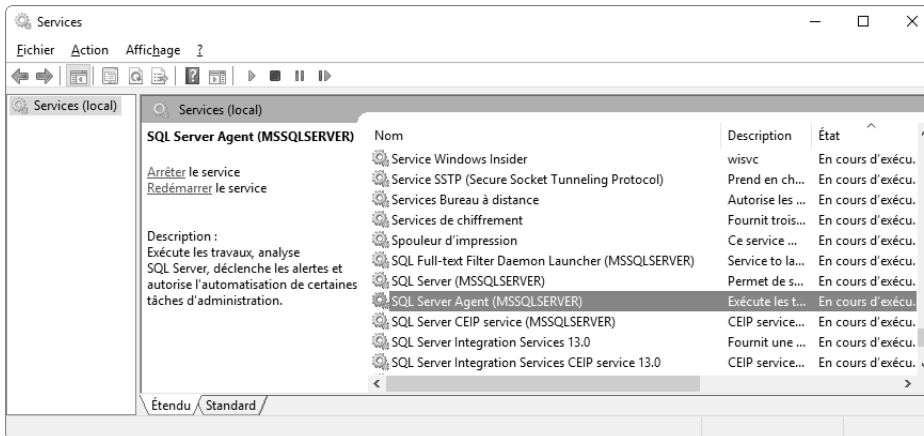 Services
Fichier Action Affichage ?
Services (local)
Services (local)
SQL Server Agent (MSSQLSERVER)
Arrêter le service
Redémarrer le service
Description :
Exécute les travaux, analyse
SQL Server, déclenche les alertes et
autorise l'automatisation de certaines
tâches d'administration.
Nom Description État
Service Windows Insider wisvc En cours d'exécu.
Service SSTP (Secure Socket Tunneling Protocol) Prend en ch... En cours d'exécu.
Services Bureau à distance Autorise les ... En cours d'exécu.
Services de chiffrement Fournit trois... En cours d'exécu.
Spouleur d'impression Ce service ... En cours d'exécu.
SQL Full-text Filter Daemon Launcher (MSSQLSERVER) Service to la... En cours d'exécu.
SQL Server (MSSQLSERVER) Permet de s... En cours d'exécu.
SQL Server Agent (MSSQLSERVER) Exécute les t... En cours d'exécu.
SQL Server CEIP service (MSSQLSERVER) CEIP service... En cours d'exécu.
SQL Server Integration Services 13.0 Fournit une ... En cours d'exécu.
SQL Server Integration Services CEIP service 13.0 CEIP service... En cours d'exécu.
Étendu Standard